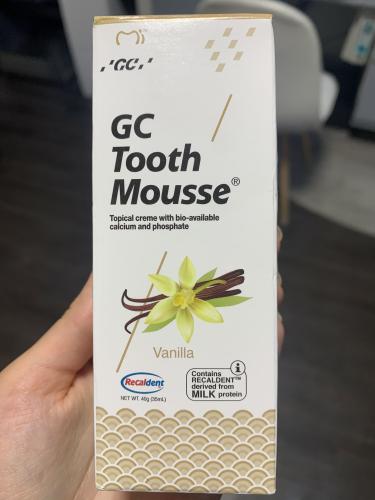 'GC'
GC
Tooth
Mousse®
Topical creme with bio-available
calcium and phosphate
Vanilla
Recaldent
NET WT. 40g (35mL)
Contains
RECALDENT™
derived from
MILK protein
i